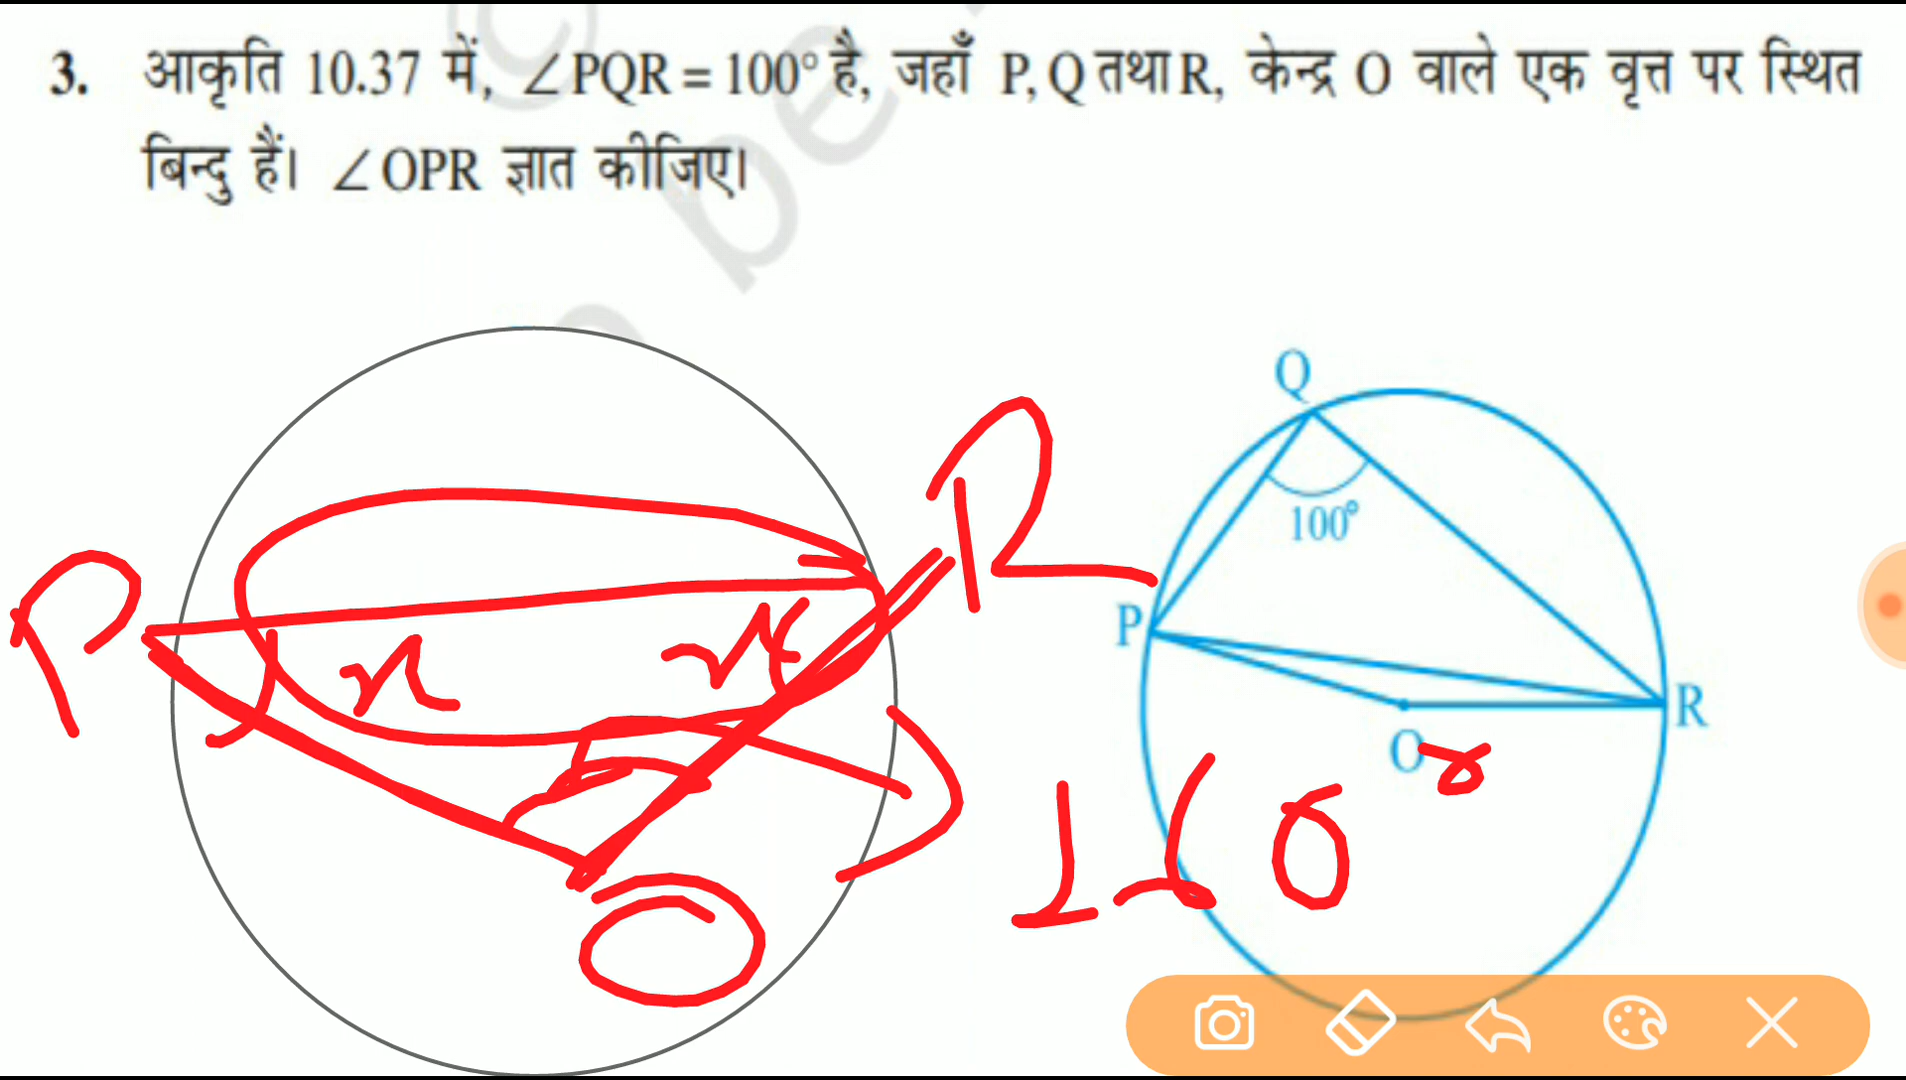 3. आकृति 10.37 में, ∠PQR = 100° है, जहाँ P, Q तथा R, केन्द्र O वाले एक वृत्त पर स्थित
बिन्दु हैं। ∠OPR ज्ञात कीजिए।
Q
100°
P
R
O
P
R
x
x
O
160°